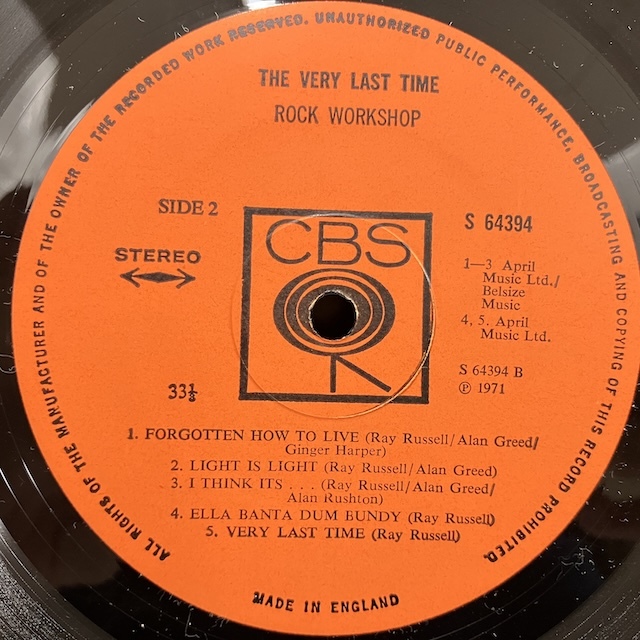 ALL RIGHTS OF THE MANUFACTURER AND OF THE OWNER OF THE RECORDED WORK RESERVED. UNAUTHORIZED PUBLIC PERFORMANCE, BROADCASTING AND COPYING OF THIS RECORD PROHIBITED.
THE VERY LAST TIME
ROCK WORKSHOP
SIDE 2
STEREO
33⅓
CBS
S 64394
1—3 April
Music Ltd./
Belsize
Music
4, 5. April
Music Ltd.
S 64394 B
℗ 1971
1. FORGOTTEN HOW TO LIVE (Ray Russell/Alan Greed/
Ginger Harper)
2. LIGHT IS LIGHT (Ray Russell/Alan Greed)
3. I THINK ITS . . . (Ray Russell/Alan Greed/
Alan Rushton)
4. ELLA BANTA DUM BUNDY (Ray Russell)
5. VERY LAST TIME (Ray Russell)
MADE IN ENGLAND